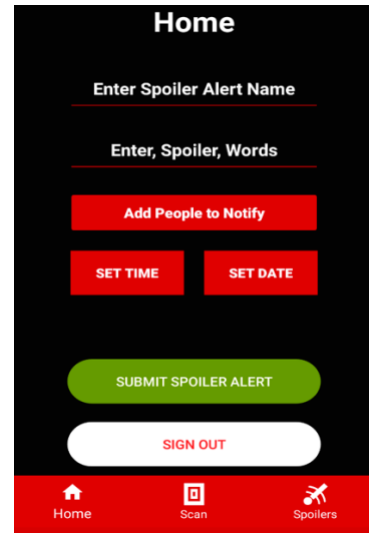 Home
Enter Spoiler Alert Name
Enter, Spoiler, Words
Add People to Notify
SET TIME SET DATE
SUBMIT SPOILER ALERT
SIGN OUT
Home Scan Spoilers